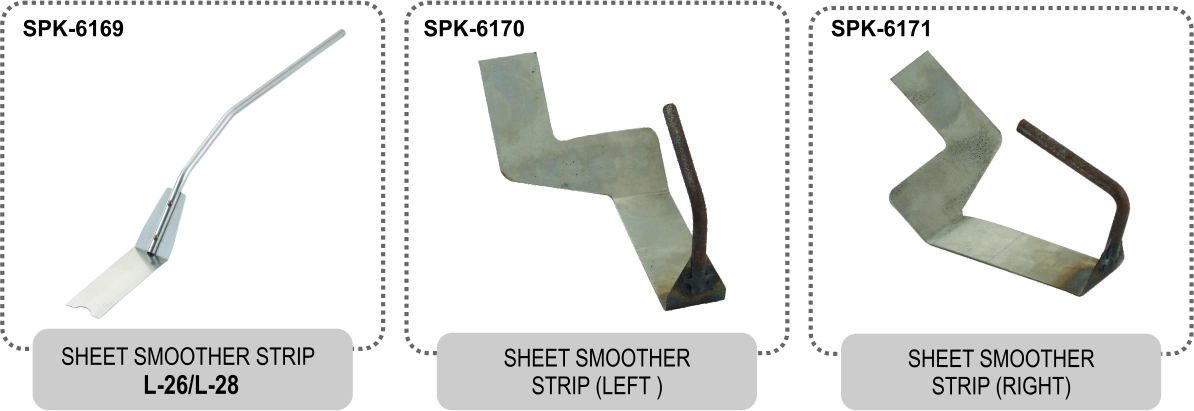 SPK-6169
SHEET SMOOTHER STRIP
L-26/L-28
SPK-6170
SHEET SMOOTHER
STRIP (LEFT )
SPK-6171
SHEET SMOOTHER
STRIP (RIGHT)